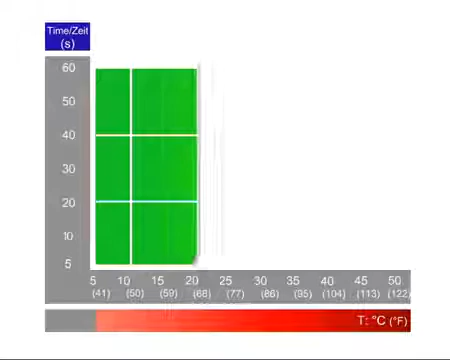 Time/Zeit
(s)
60
50
40
30
20
10
5
5 10 15 20 25 30 35 40 45 50
(41) (50) (59) (68) (77) (86) (95) (104) (113) (122)
T: °C (°F)